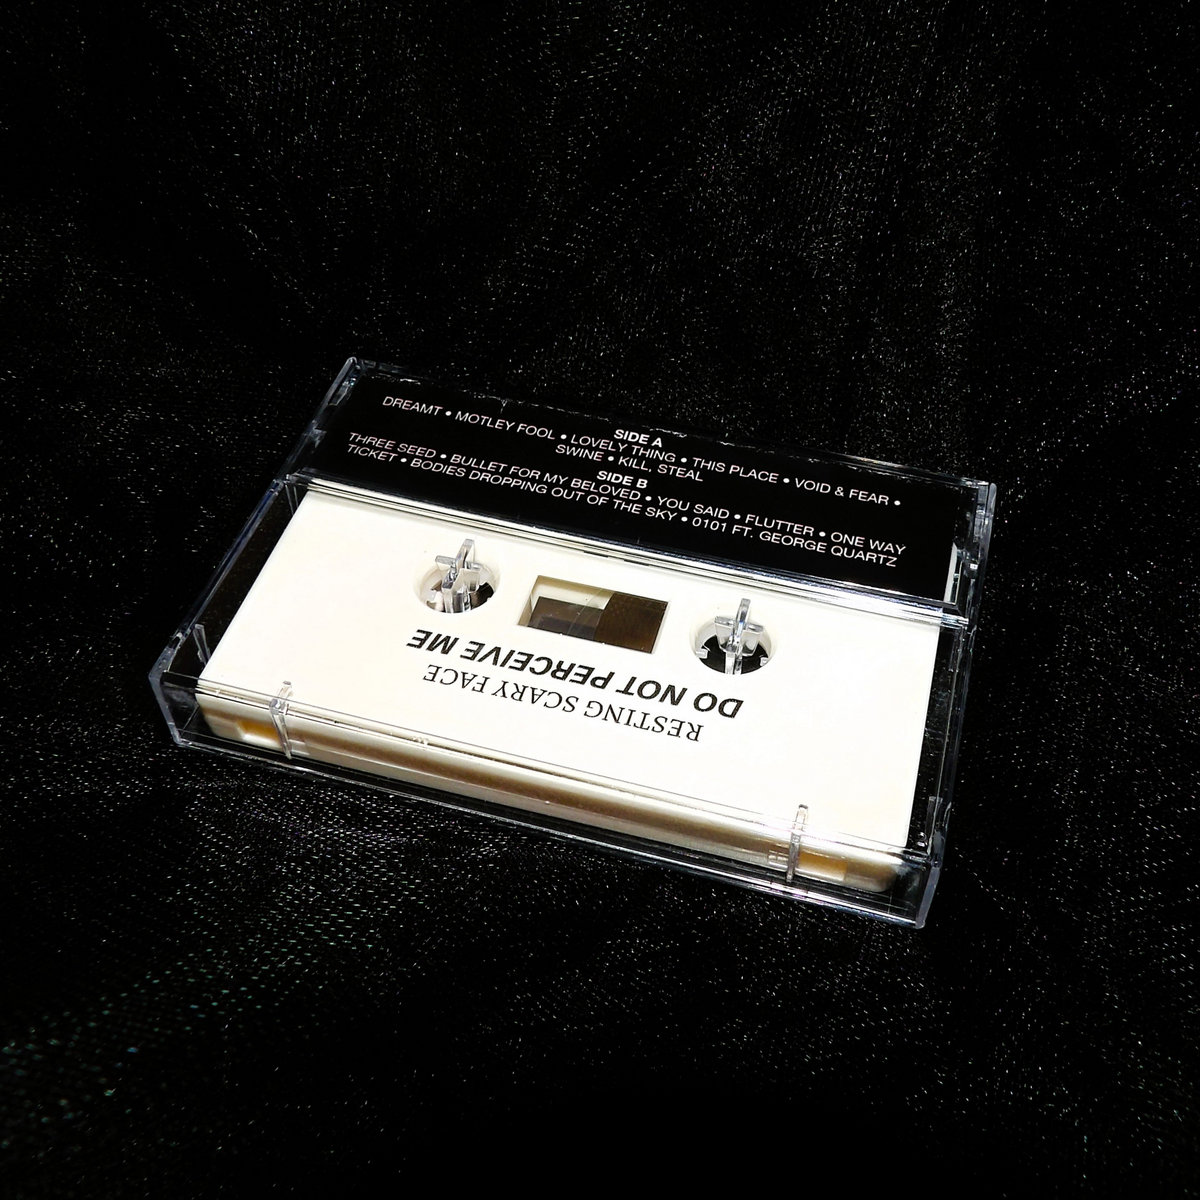 SIDE A
DREAMT • MOTLEY FOOL • LOVELY THING • THIS PLACE • VOID & FEAR •
SWINE • KILL, STEAL
SIDE B
THREE SEED • BULLET FOR MY BELOVED • YOU SAID • FLUTTER • ONE WAY
TICKET • BODIES DROPPING OUT OF THE SKY • 0101 FT. GEORGE QUARTZ
RESTING SCARY FACE
DO NOT PERCEIVE ME